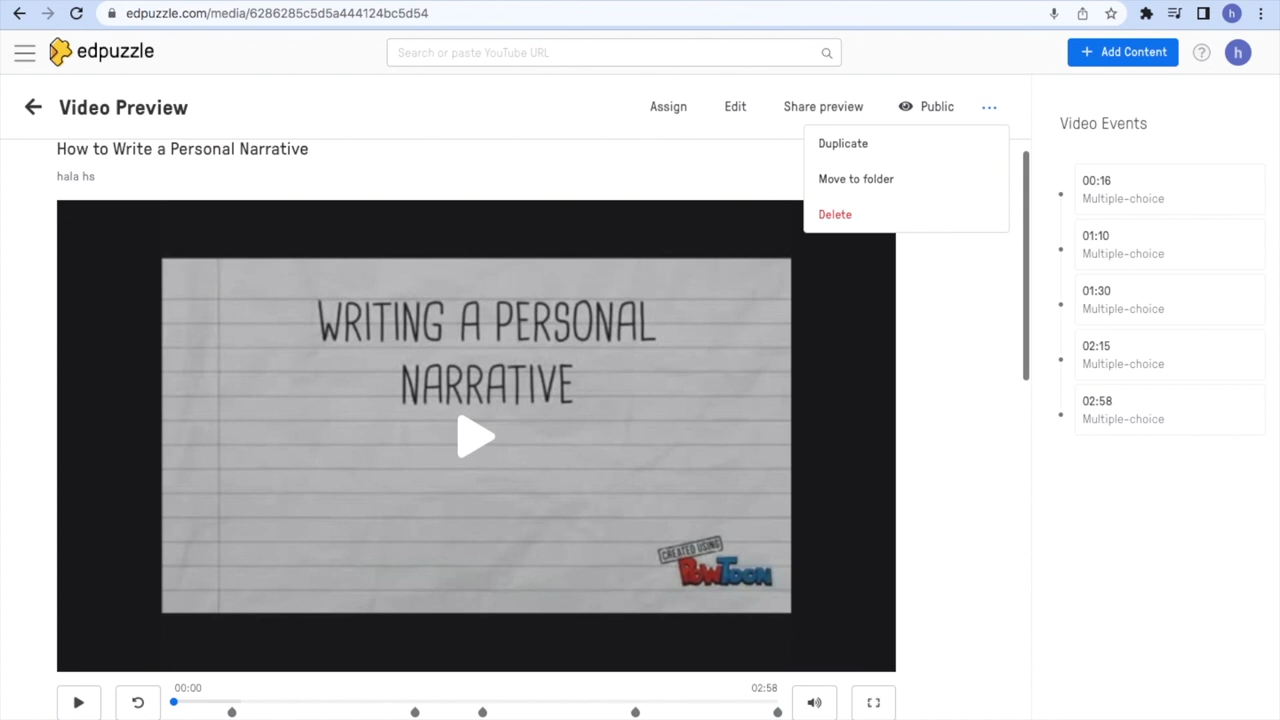 edpuzzle.com/media/6286285c5d5a444124bc5d54
h
edpuzzle
Search or paste YouTube URL
+ Add Content
?
h
Video Preview
Assign
Edit
Share preview
Public
...
Duplicate
Move to folder
Delete
How to Write a Personal Narrative
hala hs
WRITING A PERSONAL
NARRATIVE
CREATED USING
POWTOON
00:00
02:58
Video Events
00:16
Multiple-choice
01:10
Multiple-choice
01:30
Multiple-choice
02:15
Multiple-choice
02:58
Multiple-choice